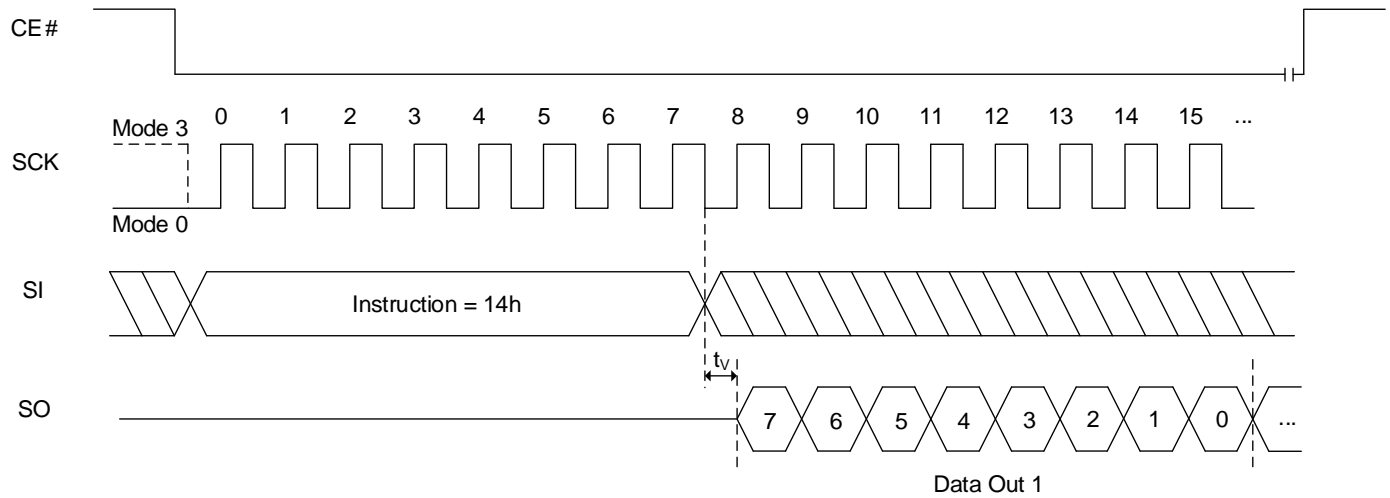 CE#
0 1 2 3 4 5 6 7 8 9 10 11 12 13 14 15 ...
Mode 3
SCK
Mode 0
SI
Instruction = 14h
tV
SO
7 6 5 4 3 2 1 0 ...
Data Out 1